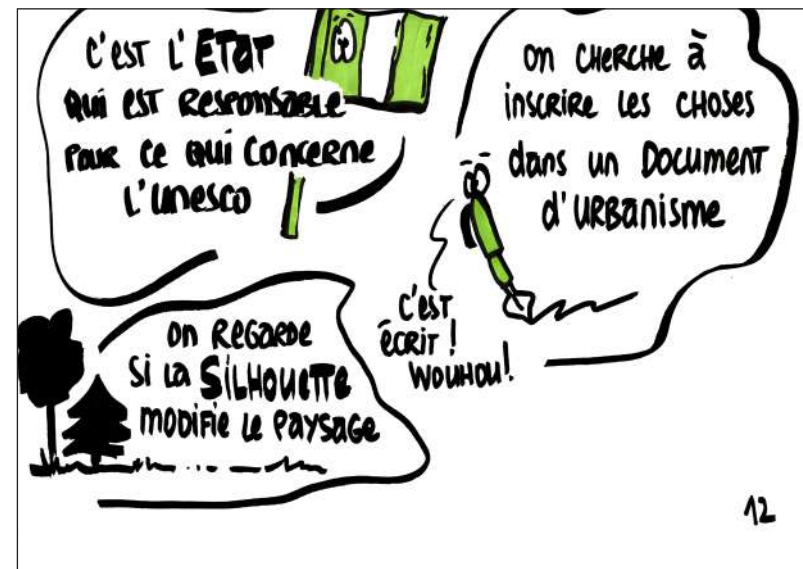 C'EST L'ETAT
QUI EST RESPONSABLE
POUR CE QUI CONCERNE
L'UNESCO
ON CHERCHE à
INSCRIRE LES CHOSES
dans un DOCUMENT
d'URBANISME
C'EST
ÉCRIT !
WOUHOU!
ON REGARDE
SI LA SILHOUETTE
MODIFIE LE PAYSAGE
12